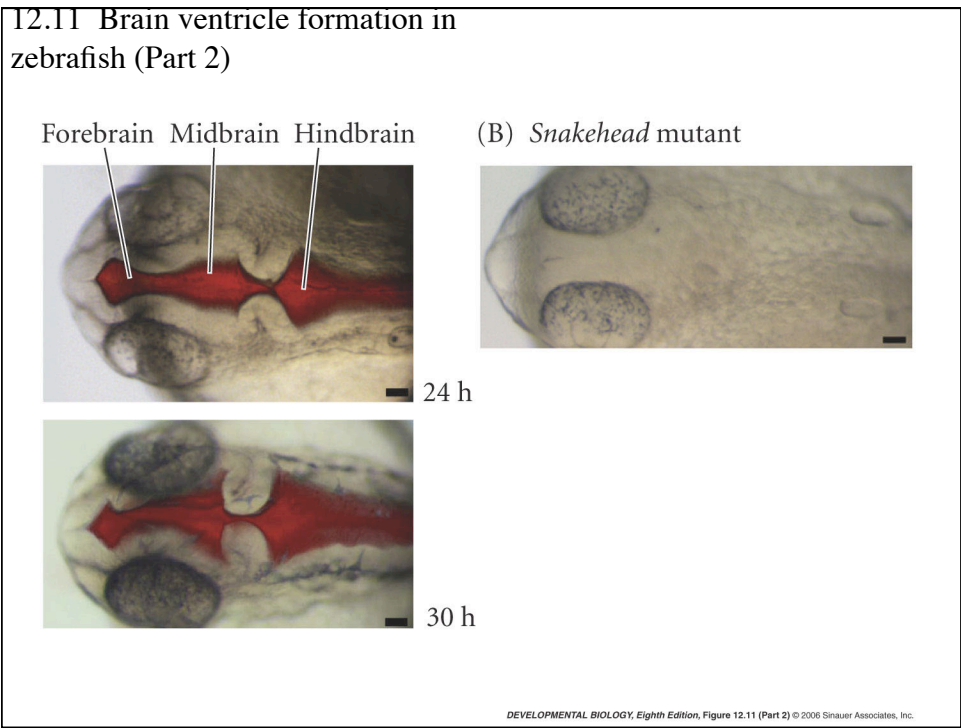 12.11 Brain ventricle formation in
zebrafish (Part 2)
Forebrain Midbrain Hindbrain
(B) Snakehead mutant
24 h
30 h
DEVELOPMENTAL BIOLOGY, Eighth Edition, Figure 12.11 (Part 2) © 2006 Sinauer Associates, Inc.